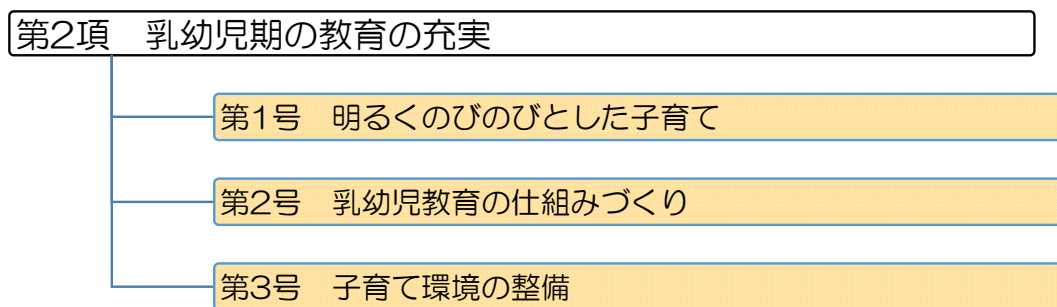 第2項　乳幼児期の教育の充実
第1号　明るくのびのびとした子育て
第2号　乳幼児教育の仕組みづくり
第3号　子育て環境の整備